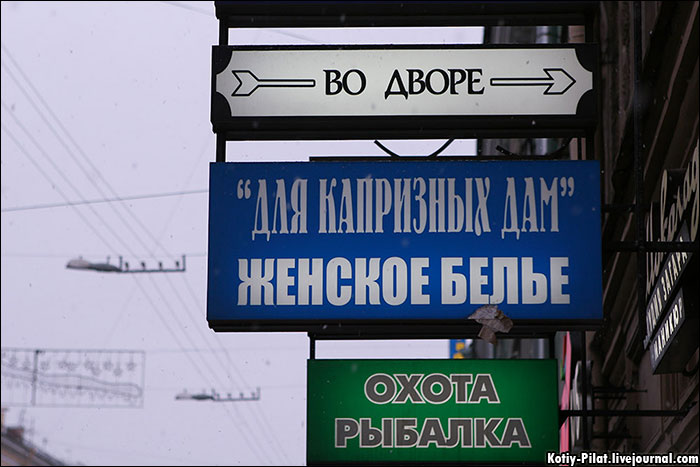 ВО ДВОРЕ
“ДЛЯ КАПРИЗНЫХ ДАМ”
ЖЕНСКОЕ БЕЛЬЕ
ОХОТА
РЫБАЛКА
Kotiy-Pilat.livejournal.com